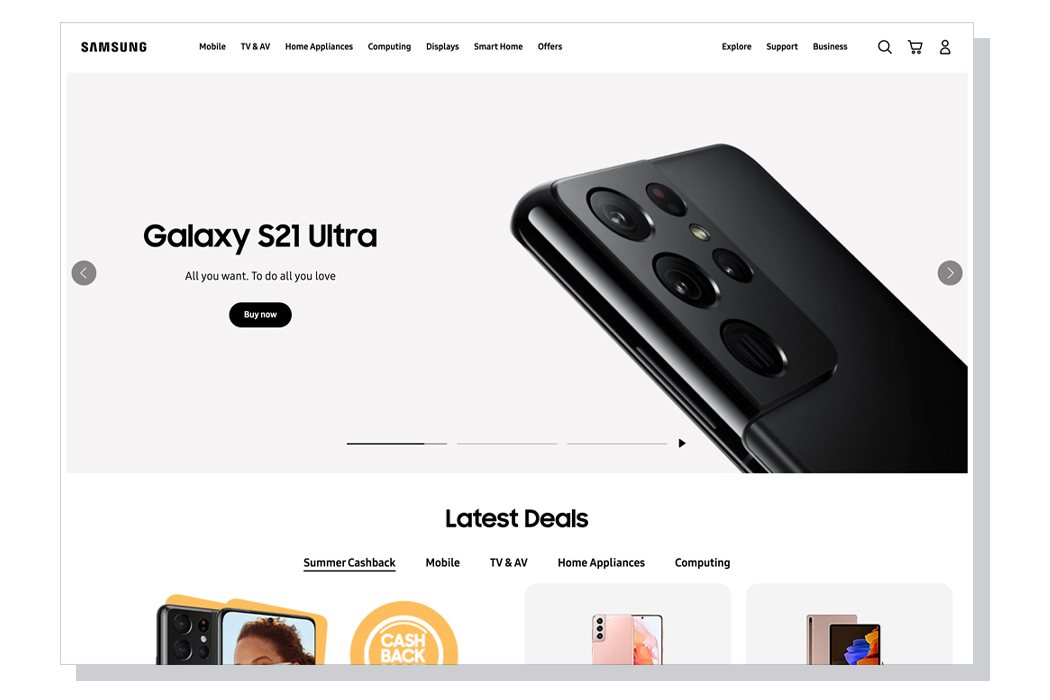 SAMSUNG
Mobile
TV & AV
Home Appliances
Computing
Displays
Smart Home
Offers
Explore
Support
Business
Galaxy S21 Ultra
All you want. To do all you love
Buy now
Latest Deals
Summer Cashback
Mobile
TV & AV
Home Appliances
Computing
CASH
BACK